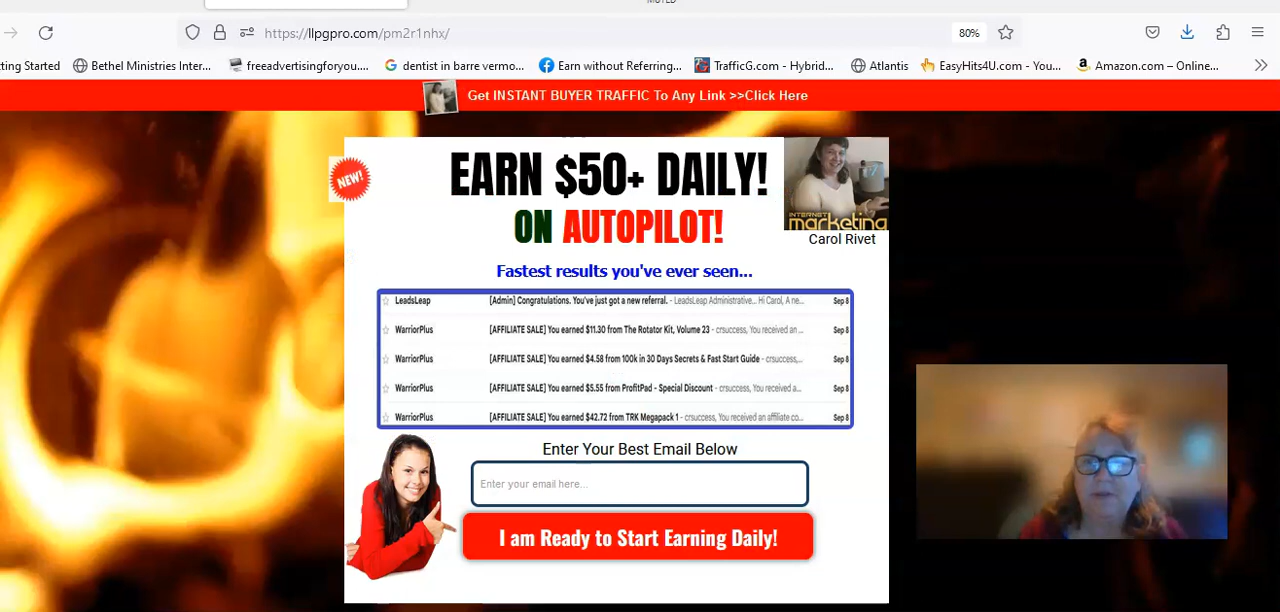 MUTED
https://llpgpro.com/pm2r1nhx/
80%
ting Started
Bethel Ministries Inter...
freeadvertisingforyou....
dentist in barre vermo...
Earn without Referring...
TrafficG.com - Hybrid...
Atlantis
EasyHits4U.com - You...
Amazon.com – Online...
Get INSTANT BUYER TRAFFIC To Any Link >>Click Here
NEW!
EARN $50+ DAILY!
ON AUTOPILOT!
INTERNET
marketing
Carol Rivet
Fastest results you've ever seen...
LeadsLeap [Admin] Congratulations. You've just got a new referral. - LeadsLeap Administrative... Hi Carol, A ne... Sep 8
WarriorPlus [AFFILIATE SALE] You earned $11.30 from The Rotator Kit, Volume 23 - crsuccess, You received an ... Sep 8
WarriorPlus [AFFILIATE SALE] You earned $4.58 from 100k in 30 Days Secrets & Fast Start Guide - crsuccess,... Sep 8
WarriorPlus [AFFILIATE SALE] You earned $5.55 from ProfitPad - Special Discount - crsuccess, You received a... Sep 8
WarriorPlus [AFFILIATE SALE] You earned $42.72 from TRK Megapack 1 - crsuccess, You received an affiliate co... Sep 8
Enter Your Best Email Below
Enter your email here...
I am Ready to Start Earning Daily!